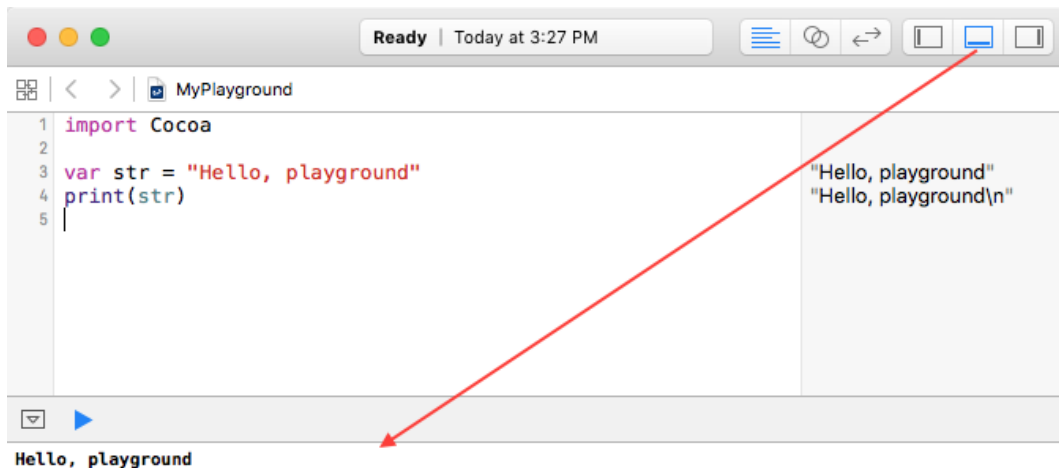 Ready | Today at 3:27 PM
MyPlayground
1 import Cocoa
2
3 var str = "Hello, playground"
"Hello, playground"
4 print(str)
"Hello, playground\n"
5
Hello, playground